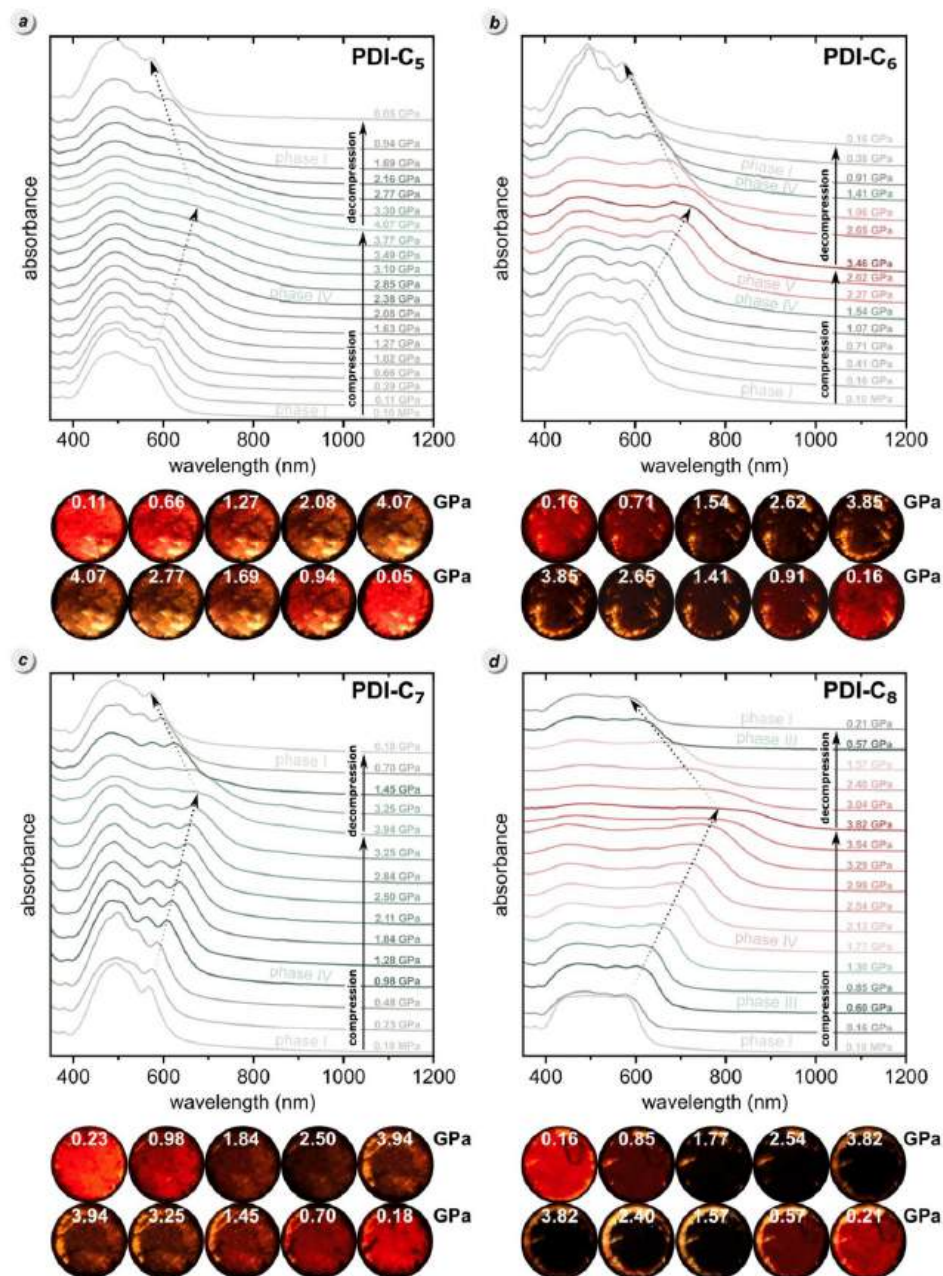 a
PDI-C5
absorbance
0.05 GPa
0.94 GPa
phase I
1.69 GPa
2.16 GPa
2.77 GPa
3.30 GPa
4.07 GPa
3.77 GPa
3.49 GPa
3.10 GPa
2.85 GPa
phase IV
2.38 GPa
2.08 GPa
1.63 GPa
1.27 GPa
1.02 GPa
0.66 GPa
0.39 GPa
0.11 GPa
phase I
0.10 MPa
decompression
compression
400 600 800 1000 1200
wavelength (nm)
0.11 0.66 1.27 2.08 4.07 GPa
4.07 2.77 1.69 0.94 0.05 GPa
b
PDI-C6
absorbance
0.16 GPa
0.38 GPa
phase I
0.91 GPa
phase IV
1.41 GPa
1.96 GPa
2.65 GPa
3.46 GPa
2.62 GPa
phase V
2.27 GPa
phase IV
1.54 GPa
1.07 GPa
0.71 GPa
0.41 GPa
0.16 GPa
phase I
0.10 MPa
decompression
compression
400 600 800 1000 1200
wavelength (nm)
0.16 0.71 1.54 2.62 3.85 GPa
3.85 2.65 1.41 0.91 0.16 GPa
c
PDI-C7
absorbance
0.18 GPa
phase I
0.70 GPa
1.45 GPa
3.25 GPa
3.94 GPa
3.25 GPa
2.84 GPa
2.50 GPa
2.11 GPa
1.84 GPa
1.28 GPa
phase IV
0.98 GPa
0.48 GPa
0.23 GPa
phase I
0.10 MPa
decompression
compression
400 600 800 1000 1200
wavelength (nm)
0.23 0.98 1.84 2.50 3.94 GPa
3.94 3.25 1.45 0.70 0.18 GPa
d
PDI-C8
absorbance
phase I
0.21 GPa
phase III
0.57 GPa
1.57 GPa
2.40 GPa
3.04 GPa
3.82 GPa
3.54 GPa
3.29 GPa
2.98 GPa
2.54 GPa
2.12 GPa
phase IV
1.77 GPa
1.30 GPa
0.85 GPa
phase III
0.60 GPa
0.16 GPa
phase I
0.10 MPa
decompression
compression
400 600 800 1000 1200
wavelength (nm)
0.16 0.85 1.77 2.54 3.82 GPa
3.82 2.40 1.57 0.57 0.21 GPa